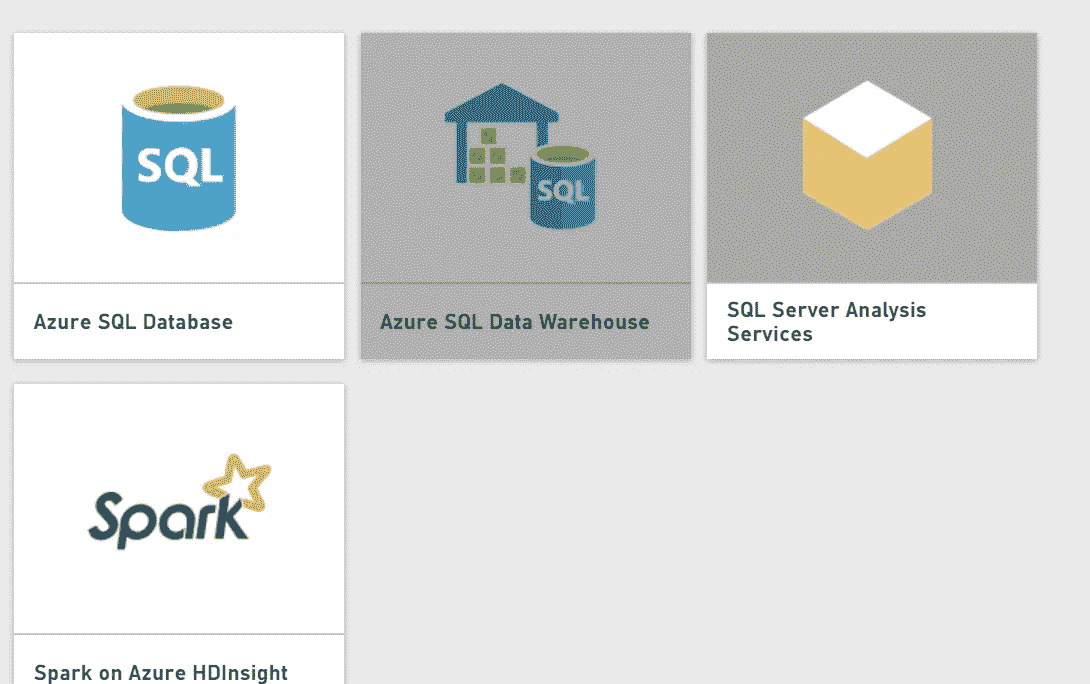 SQL
SQL
Azure SQL Database
Azure SQL Data Warehouse
SQL Server Analysis
Services
Spark
Spark on Azure HDInsight